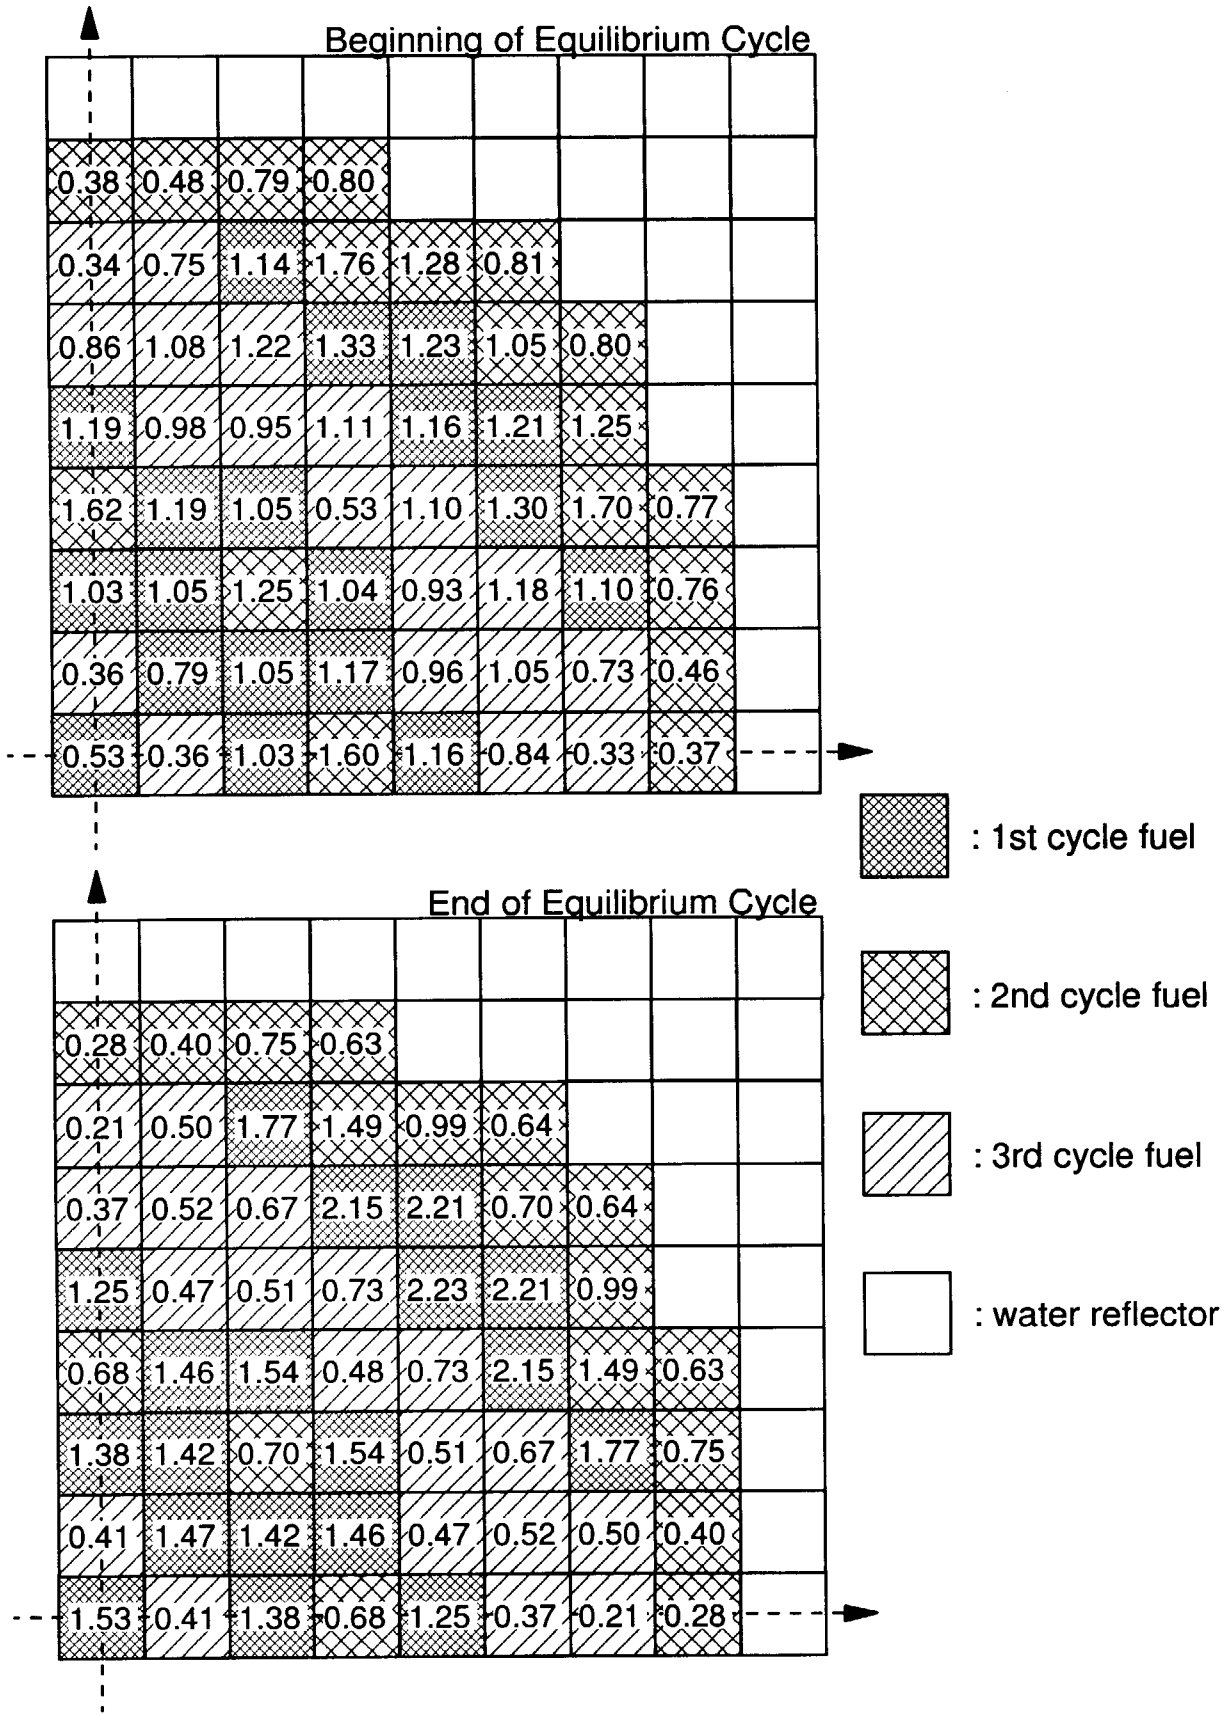 Beginning of Equilibrium Cycle
0.38 0.48 0.79 0.80
0.34 0.75 1.14 1.76 1.28 0.81
0.86 1.08 1.22 1.33 1.23 1.05 0.80
1.19 0.98 0.95 1.11 1.16 1.21 1.25
1.62 1.19 1.05 0.53 1.10 1.30 1.70 0.77
1.03 1.05 1.25 1.04 0.93 1.18 1.10 0.76
0.36 0.79 1.05 1.17 0.96 1.05 0.73 0.46
0.53 0.36 1.03 1.60 1.16 0.84 0.33 0.37
: 1st cycle fuel
: 2nd cycle fuel
: 3rd cycle fuel
: water reflector
End of Equilibrium Cycle
0.28 0.40 0.75 0.63
0.21 0.50 1.77 1.49 0.99 0.64
0.37 0.52 0.67 2.15 2.21 0.70 0.64
1.25 0.47 0.51 0.73 2.23 2.21 0.99
0.68 1.46 1.54 0.48 0.73 2.15 1.49 0.63
1.38 1.42 0.70 1.54 0.51 0.67 1.77 0.75
0.41 1.47 1.42 1.46 0.47 0.52 0.50 0.40
1.53 0.41 1.38 0.68 1.25 0.37 0.21 0.28